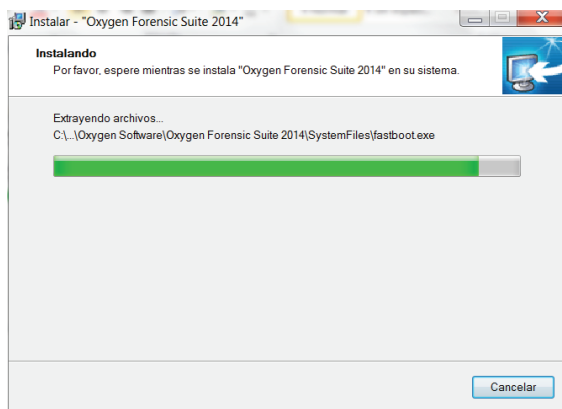 Instalar - "Oxygen Forensic Suite 2014"
Instalando
Por favor, espere mientras se instala "Oxygen Forensic Suite 2014" en su sistema.
Extrayendo archivos...
C:\...\Oxygen Software\Oxygen Forensic Suite 2014\SystemFiles\fastboot.exe
Cancelar